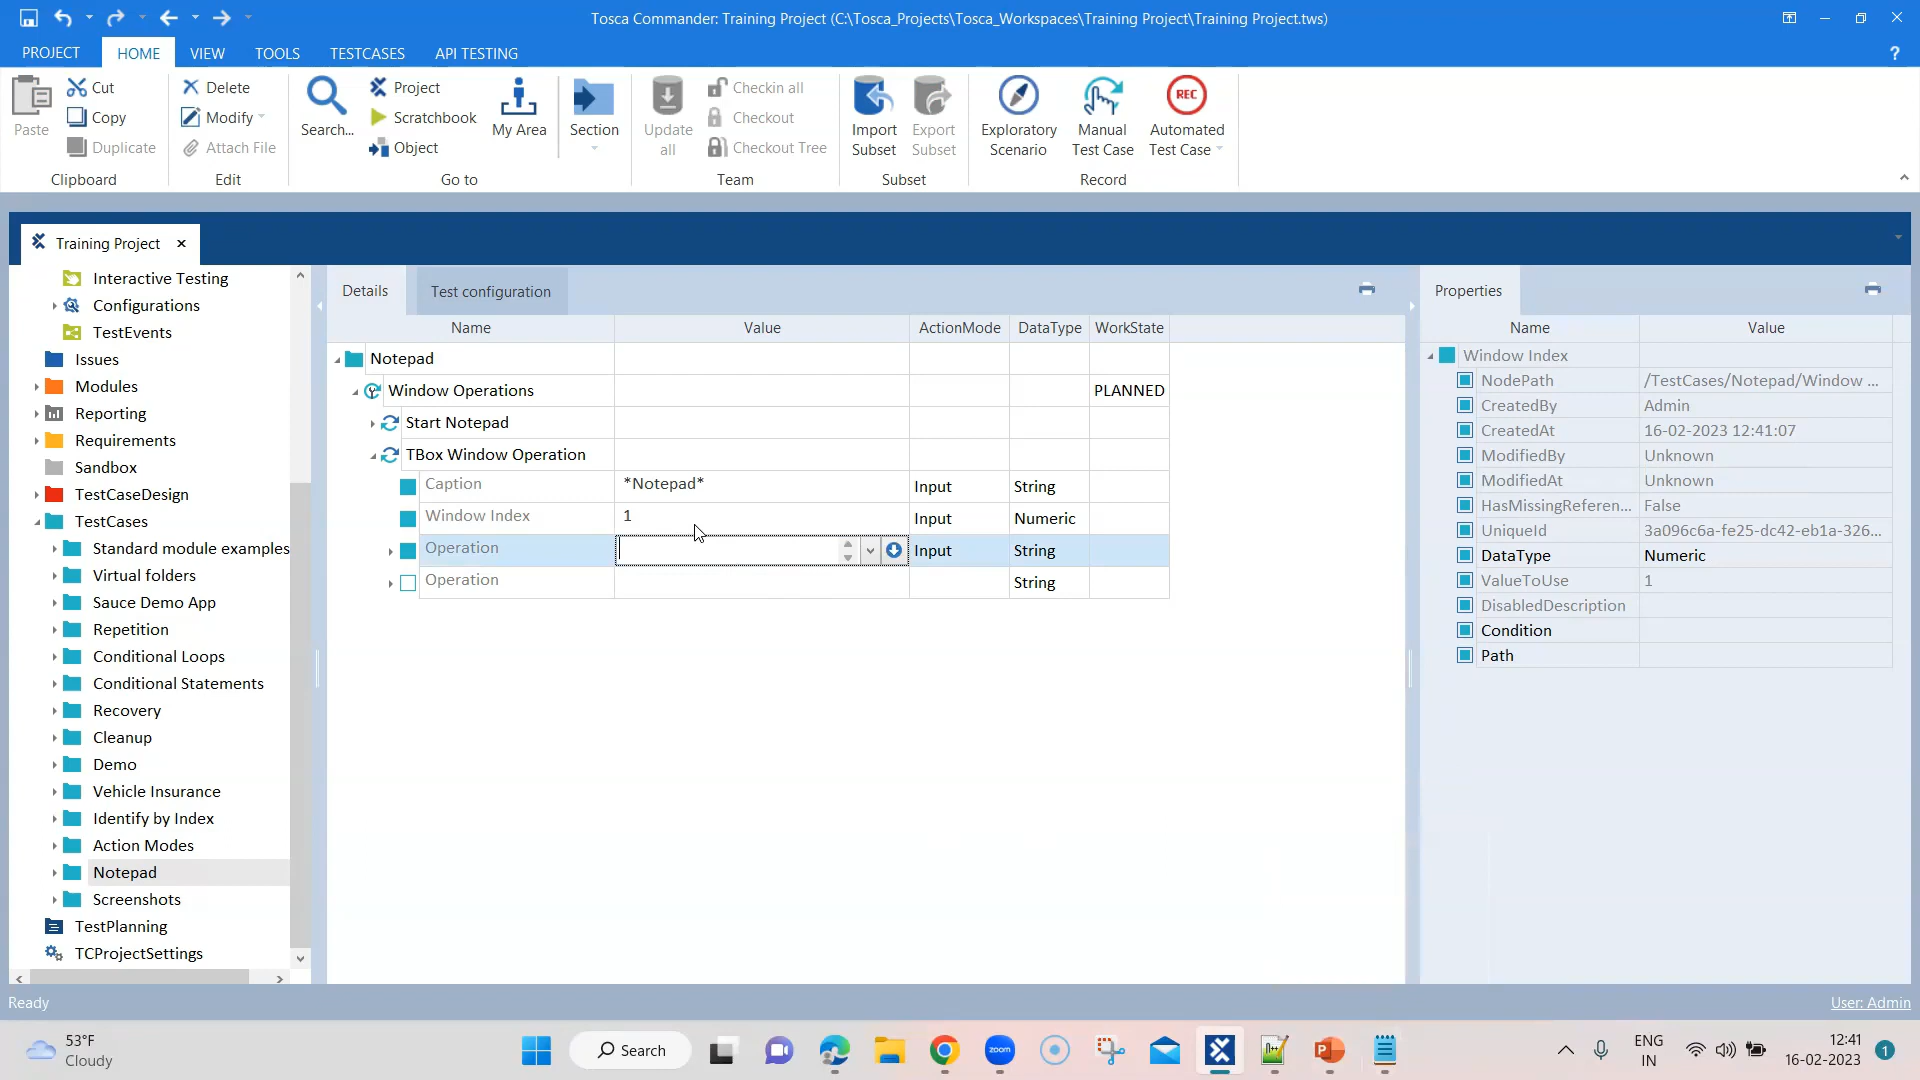 Tosca Commander: Training Project (C:\Tosca_Projects\Tosca_Workspaces\Training Project\Training Project.tws)
PROJECT HOME VIEW TOOLS TESTCASES API TESTING ?
Paste
Cut
Copy
Duplicate
Clipboard
Delete
Modify
Attach File
Edit
Search...
Project
Scratchbook
Object
My Area
Go to
Section
Update all
Checkin all
Checkout
Checkout Tree
Team
Import Subset
Export Subset
Subset
Exploratory Scenario
Manual Test Case
REC
Automated Test Case
Record
Training Project
Interactive Testing
Configurations
TestEvents
Issues
Modules
Reporting
Requirements
Sandbox
TestCaseDesign
TestCases
Standard module examples
Virtual folders
Sauce Demo App
Repetition
Conditional Loops
Conditional Statements
Recovery
Cleanup
Demo
Vehicle Insurance
Identify by Index
Action Modes
Notepad
Screenshots
TestPlanning
TCProjectSettings
Details Test configuration
Name Value ActionMode DataType WorkState
Notepad
Window Operations PLANNED
Start Notepad
TBox Window Operation
Caption *Notepad* Input String
Window Index 1 Input Numeric
Operation Input String
Operation String
Properties
Name Value
Window Index
NodePath /TestCases/Notepad/Window ...
CreatedBy Admin
CreatedAt 16-02-2023 12:41:07
ModifiedBy Unknown
ModifiedAt Unknown
HasMissingReferen... False
UniqueId 3a096c6a-fe25-dc42-eb1a-326...
DataType Numeric
ValueToUse 1
DisabledDescription
Condition
Path
Ready User: Admin
53°F
Cloudy
Search
zoom
ENG
IN
12:41
16-02-2023
1